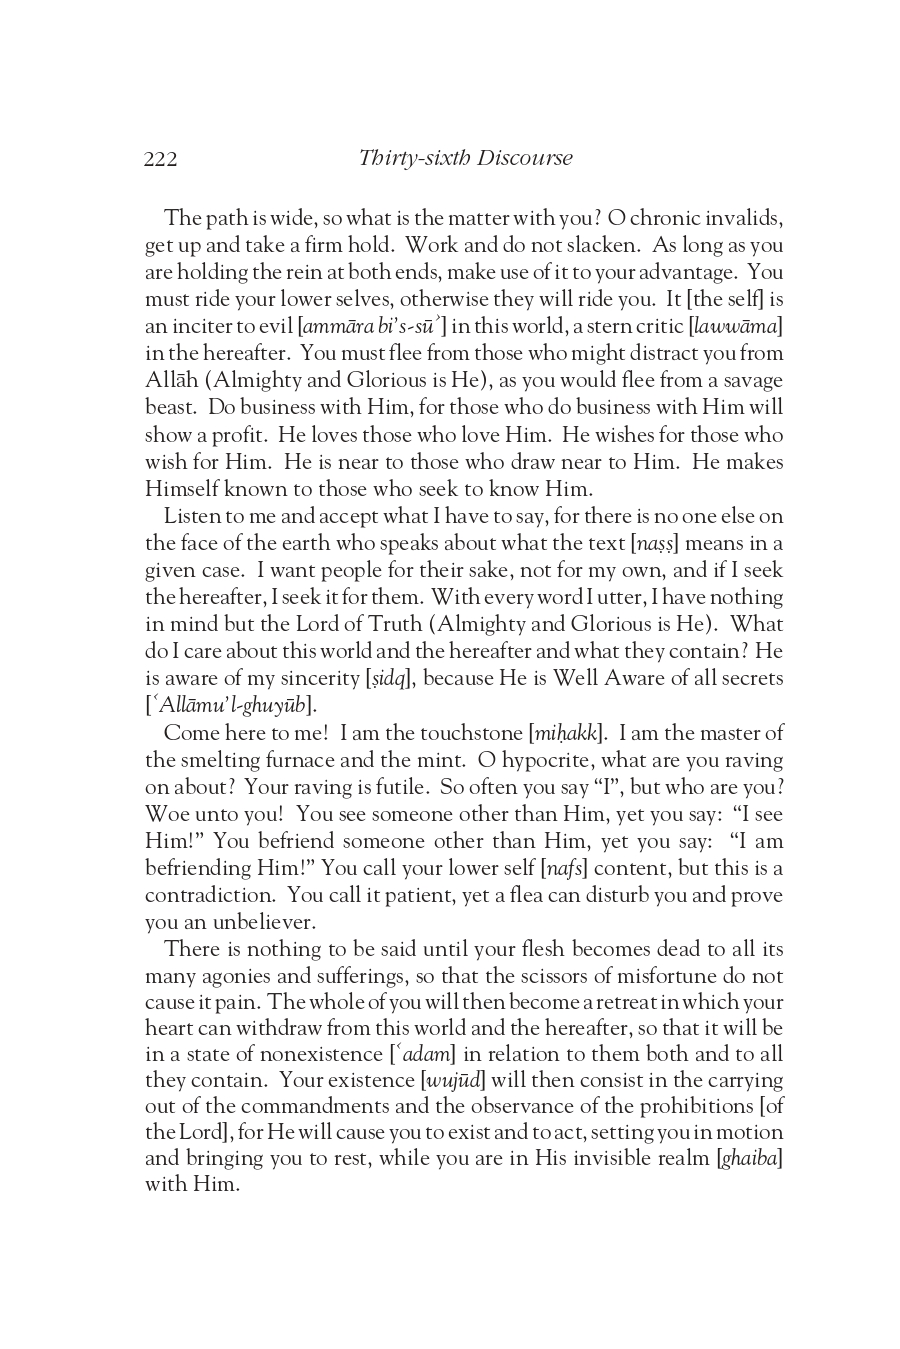 222
Thirty-sixth Discourse
The path is wide, so what is the matter with you? O chronic invalids,
get up and take a firm hold. Work and do not slacken. As long as you
are holding the rein at both ends, make use of it to your advantage. You
must ride your lower selves, otherwise they will ride you. It [the self] is
an inciter to evil [ammāra bi’s-sūʾ] in this world, a stern critic [lawwāma]
in the hereafter. You must flee from those who might distract you from
Allāh (Almighty and Glorious is He), as you would flee from a savage
beast. Do business with Him, for those who do business with Him will
show a profit. He loves those who love Him. He wishes for those who
wish for Him. He is near to those who draw near to Him. He makes
Himself known to those who seek to know Him.
Listen to me and accept what I have to say, for there is no one else on
the face of the earth who speaks about what the text [naṣṣ] means in a
given case. I want people for their sake, not for my own, and if I seek
the hereafter, I seek it for them. With every word I utter, I have nothing
in mind but the Lord of Truth (Almighty and Glorious is He). What
do I care about this world and the hereafter and what they contain? He
is aware of my sincerity [ṣidq], because He is Well Aware of all secrets
[ʿAllāmu’l-ghuyūb].
Come here to me! I am the touchstone [miḥakk]. I am the master of
the smelting furnace and the mint. O hypocrite, what are you raving
on about? Your raving is futile. So often you say “I”, but who are you?
Woe unto you! You see someone other than Him, yet you say: “I see
Him!” You befriend someone other than Him, yet you say: “I am
befriending Him!” You call your lower self [nafs] content, but this is a
contradiction. You call it patient, yet a flea can disturb you and prove
you an unbeliever.
There is nothing to be said until your flesh becomes dead to all its
many agonies and sufferings, so that the scissors of misfortune do not
cause it pain. The whole of you will then become a retreat in which your
heart can withdraw from this world and the hereafter, so that it will be
in a state of nonexistence [ʿadam] in relation to them both and to all
they contain. Your existence [wujūd] will then consist in the carrying
out of the commandments and the observance of the prohibitions [of
the Lord], for He will cause you to exist and to act, setting you in motion
and bringing you to rest, while you are in His invisible realm [ghaiba]
with Him.